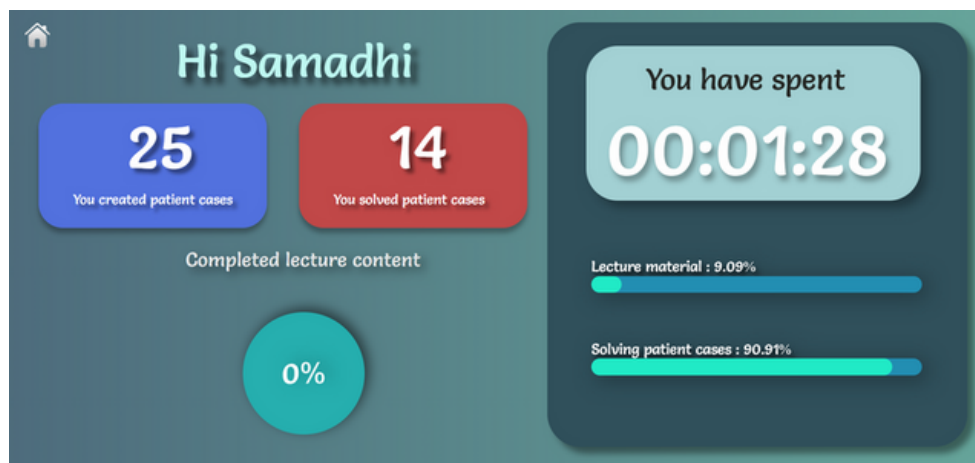 Hi Samadhi
25
You created patient cases
14
You solved patient cases
Completed lecture content
0%
You have spent
00:01:28
Lecture material : 9.09%
Solving patient cases : 90.91%